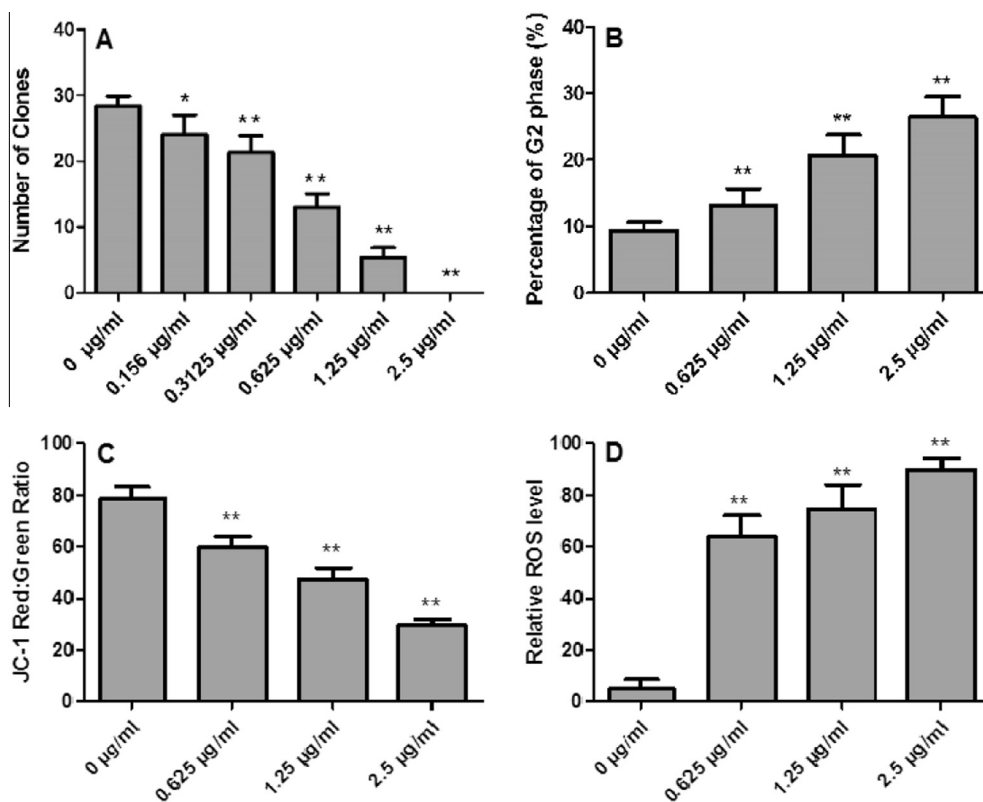 A
Number of Clones
40
30
20
10
0
* ** ** ** **
0 µg/ml
0.156 µg/ml
0.3125 µg/ml
0.625 µg/ml
1.25 µg/ml
2.5 µg/ml
B
Percentage of G2 phase (%)
40
30
20
10
0
** ** **
0 µg/ml
0.625 µg/ml
1.25 µg/ml
2.5 µg/ml
C
JC-1 Red:Green Ratio
100
80
60
40
20
0
** ** **
0 µg/ml
0.625 µg/ml
1.25 µg/ml
2.5 µg/ml
D
Relative ROS level
100
80
60
40
20
0
** ** **
0 µg/ml
0.625 µg/ml
1.25 µg/ml
2.5 µg/ml